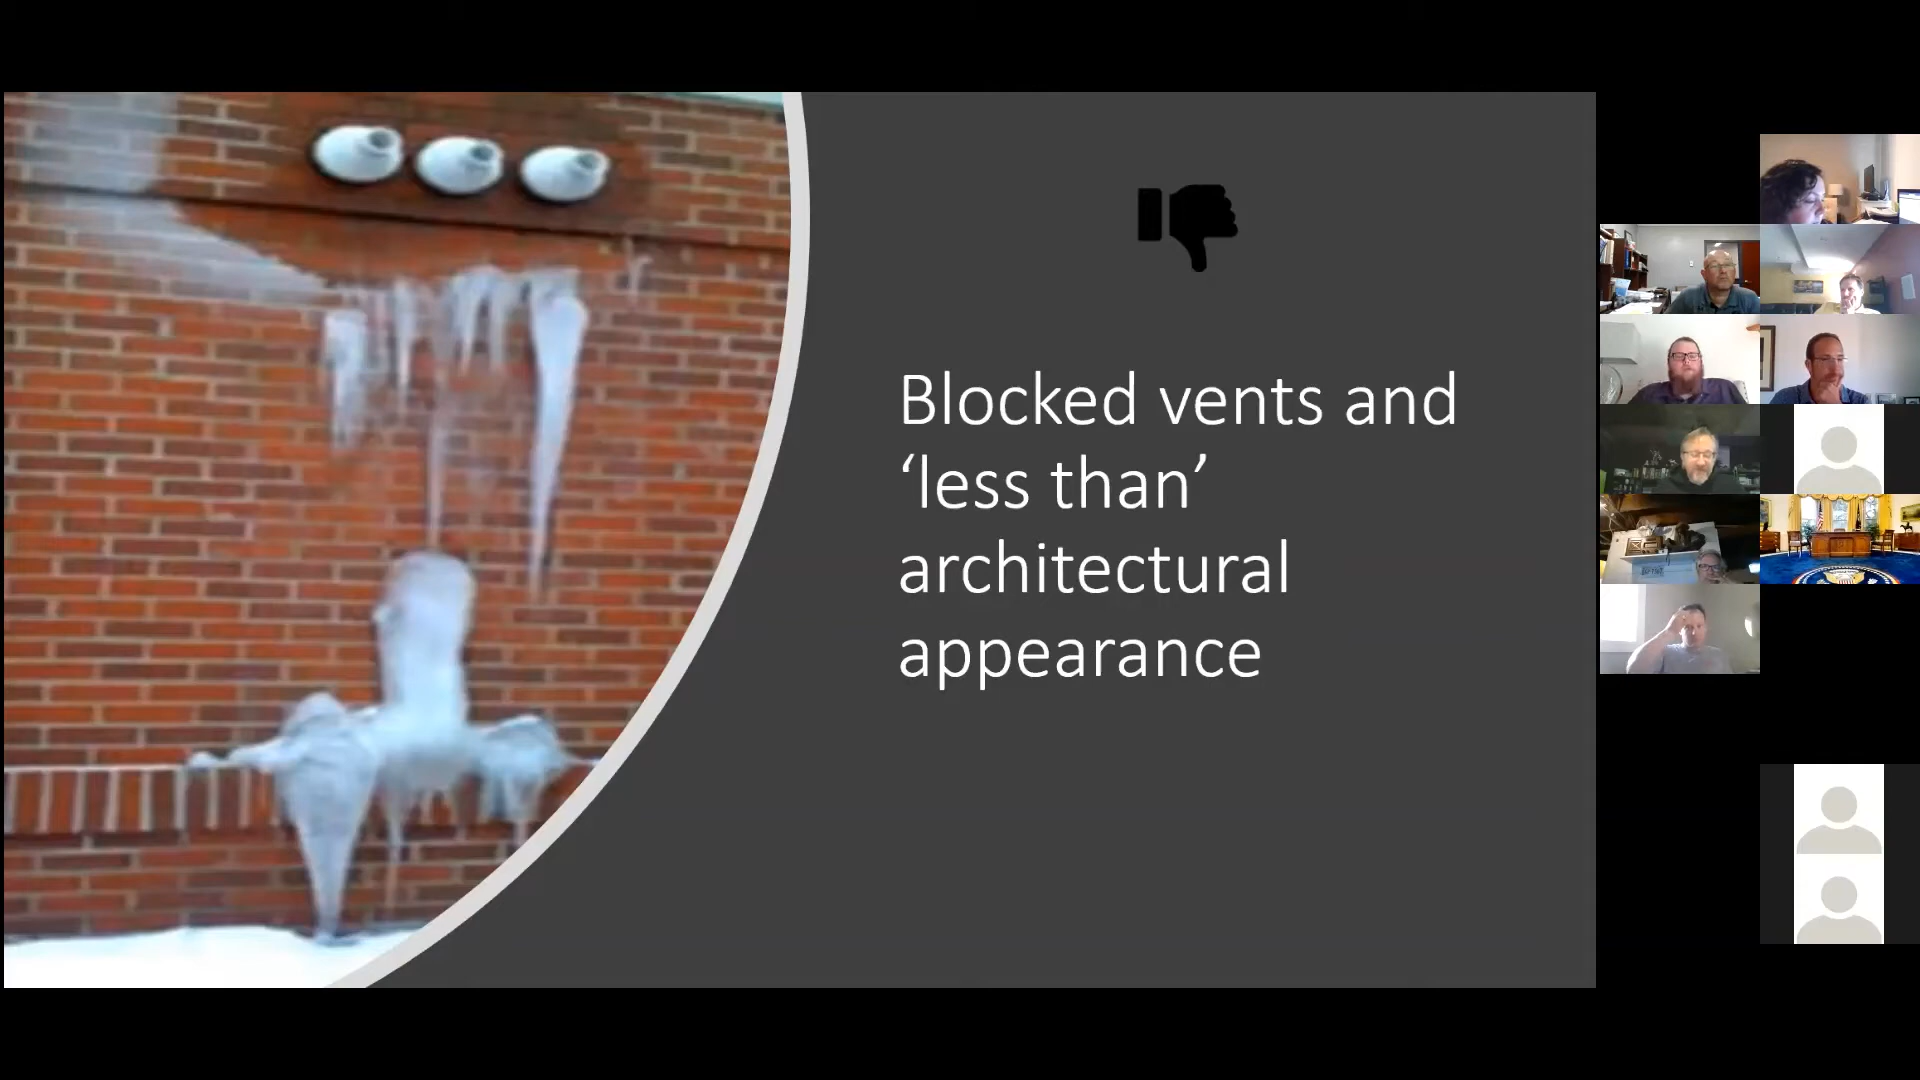 Blocked vents and
‘less than’
architectural
appearance